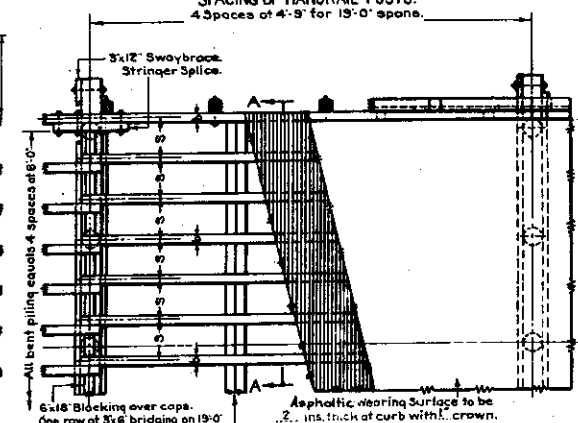 SPACING OF HANDRAIL POSTS.
4 Spaces at 4'-9" for 19'-0" spans.
3"x12" Swaybrace
Stringer Splice.
A
b
S
S
S
b
S
S
S
b
All bent piling equals 4 spaces at 6'-0"
A
6"x18" Blocking over caps.
One row of 3"x6" bridging on 19'-0"
Asphaltic Wearing Surface to be
2 ins. thick at curb with 1" crown.